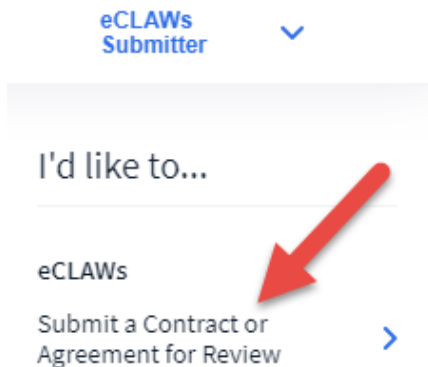 eCLAWs
Submitter
I'd like to...
eCLAWs
Submit a Contract or
Agreement for Review